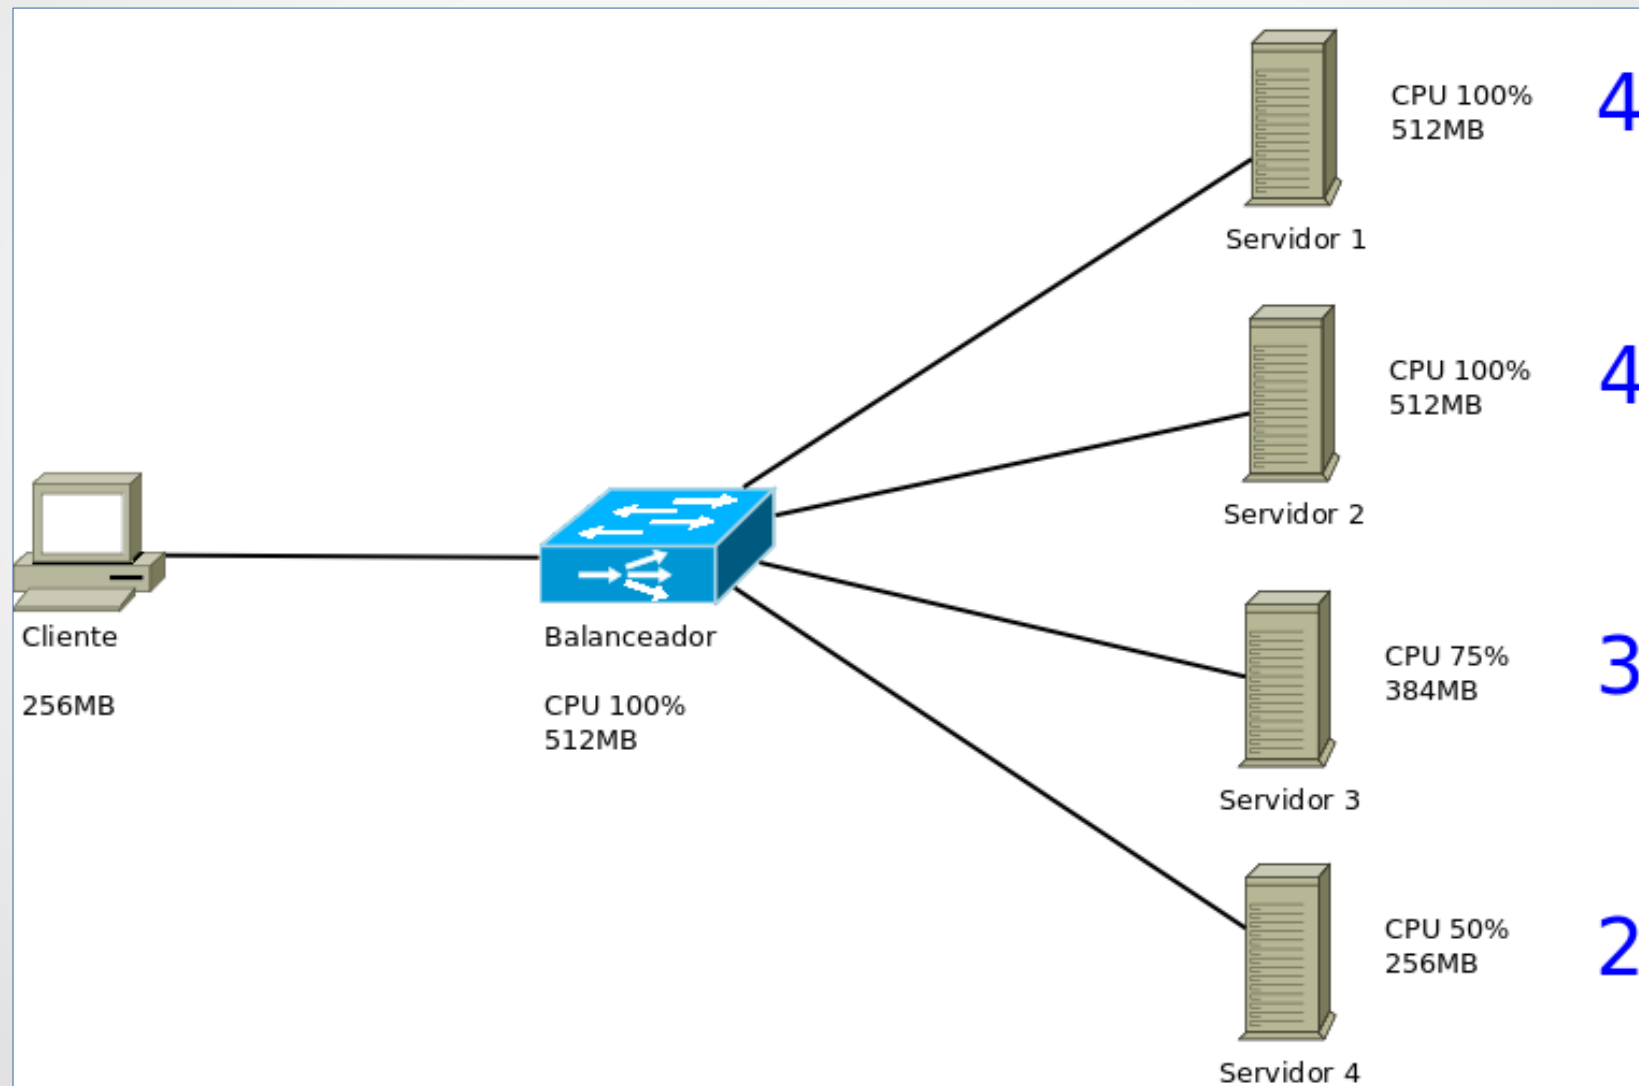 CPU 100%
512MB
4
Servidor 1
CPU 100%
512MB
4
Servidor 2
Cliente
256MB
Balanceador
CPU 100%
512MB
CPU 75%
384MB
3
Servidor 3
CPU 50%
256MB
2
Servidor 4